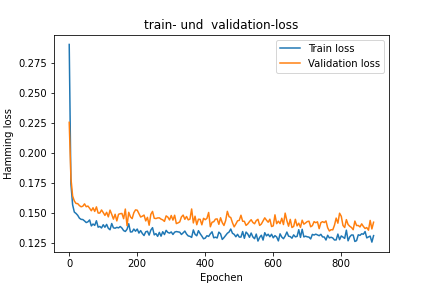 train- und  validation-loss
Train loss
Validation loss
0.275
0.250
0.225
0.200
0.175
0.150
0.125
Hamming loss
0
200
400
600
800
Epochen